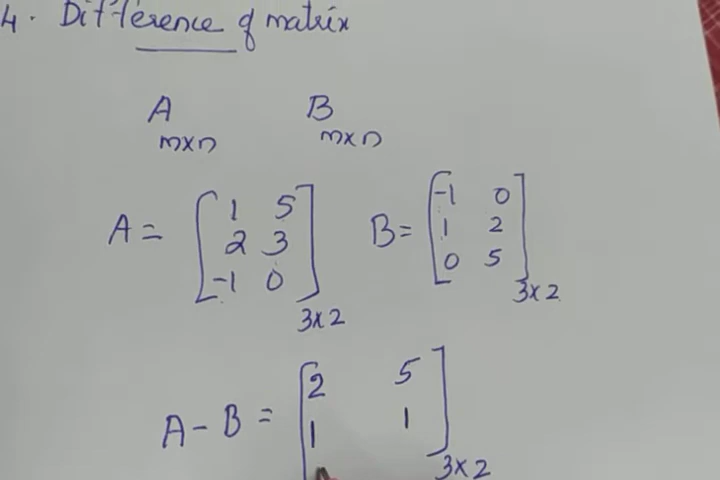 4. Difference of matrix
A m×n B m×n
A = [1 5
2 3
-1 0] 3×2
B = [-1 0
1 2
0 5] 3×2
A - B = [2 5
1 1
] 3×2